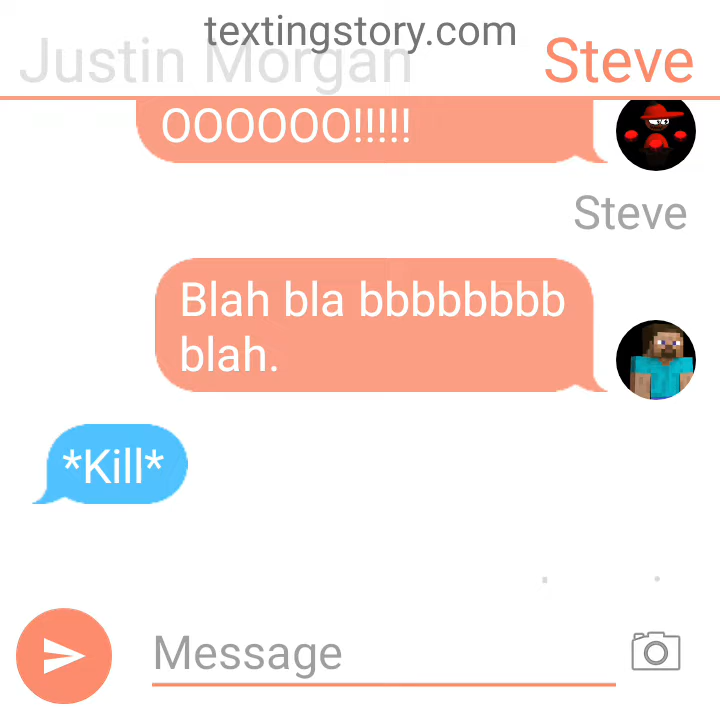 textingstory.com
Justin Morgan Steve
OOOOOO!!!!!
Steve
Blah bla bbbbbbbb
blah.
*Kill*
Message